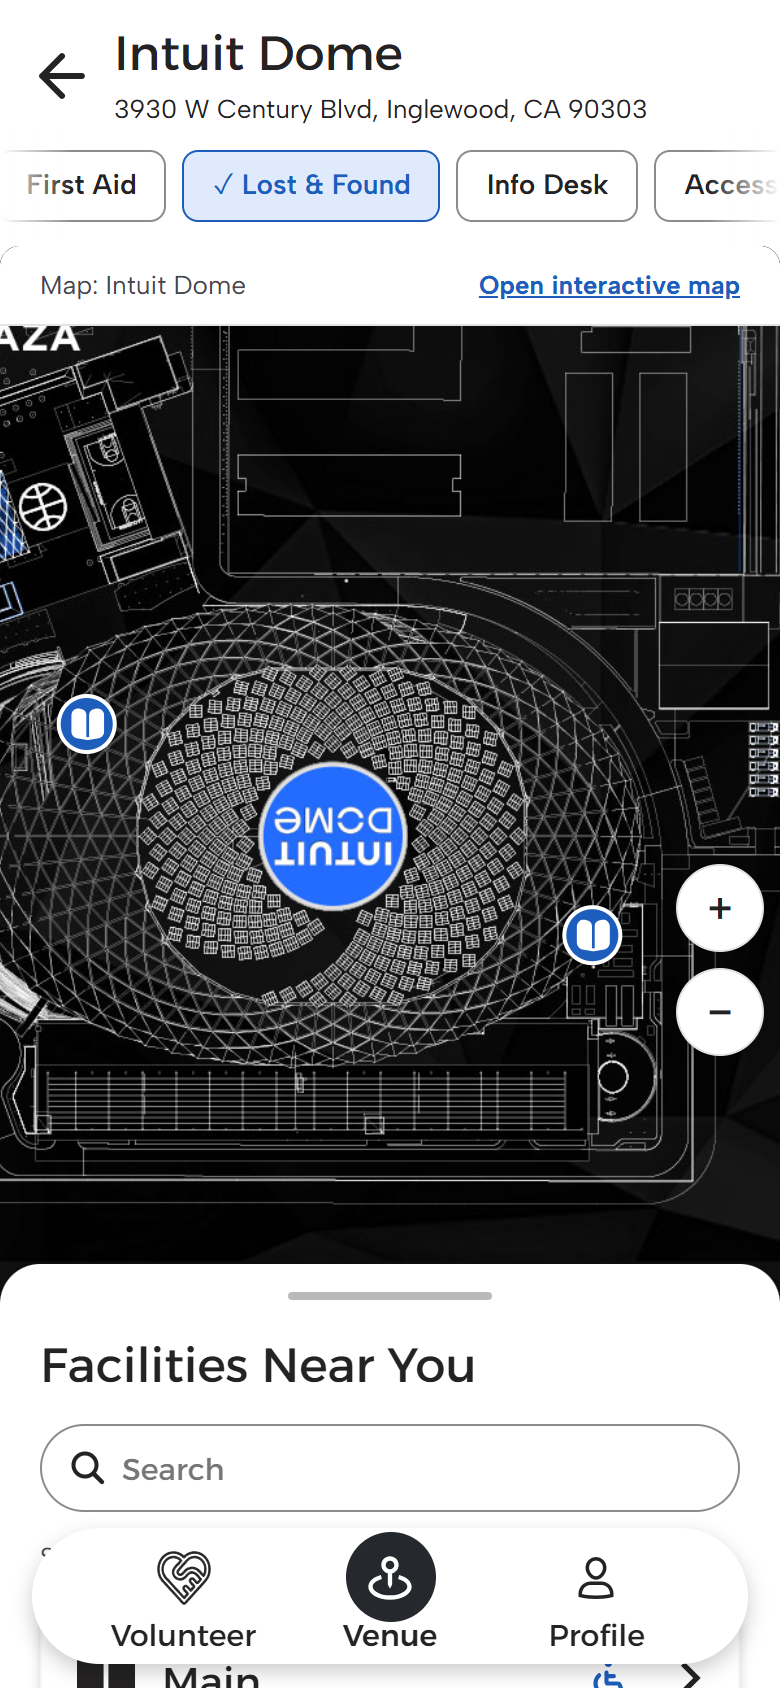 Intuit Dome
3930 W Century Blvd, Inglewood, CA 90303
First Aid
✓ Lost & Found
Info Desk
Access
Map: Intuit Dome
Open interactive map
AZA
INTUIT
DOME
+
−
Facilities Near You
Search
Volunteer
Venue
Profile
Main